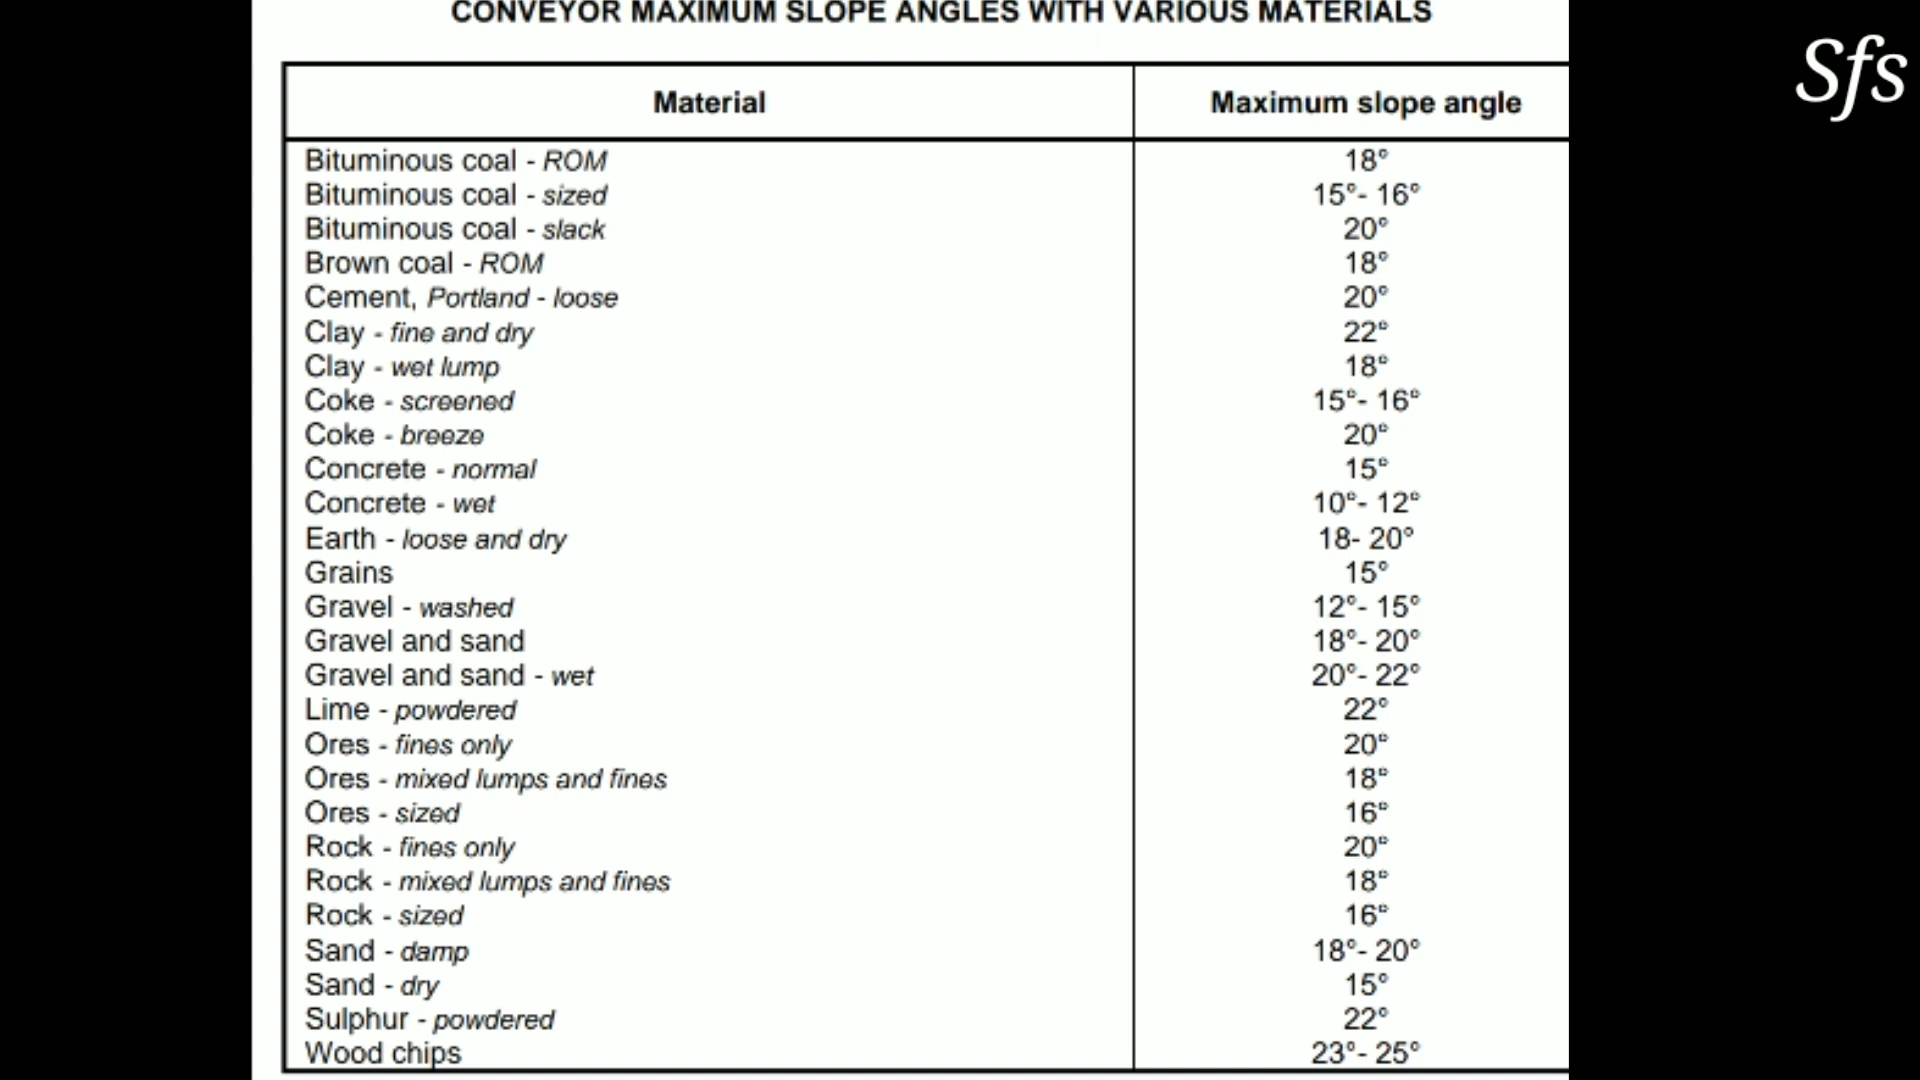 CONVEYOR MAXIMUM SLOPE ANGLES WITH VARIOUS MATERIALS
Sfs
Material Maximum slope angle
Bituminous coal - ROM 18°
Bituminous coal - sized 15°- 16°
Bituminous coal - slack 20°
Brown coal - ROM 18°
Cement, Portland - loose 20°
Clay - fine and dry 22°
Clay - wet lump 18°
Coke - screened 15°- 16°
Coke - breeze 20°
Concrete - normal 15°
Concrete - wet 10°- 12°
Earth - loose and dry 18- 20°
Grains 15°
Gravel - washed 12°- 15°
Gravel and sand 18°- 20°
Gravel and sand - wet 20°- 22°
Lime - powdered 22°
Ores - fines only 20°
Ores - mixed lumps and fines 18°
Ores - sized 16°
Rock - fines only 20°
Rock - mixed lumps and fines 18°
Rock - sized 16°
Sand - damp 18°- 20°
Sand - dry 15°
Sulphur - powdered 22°
Wood chips 23°- 25°